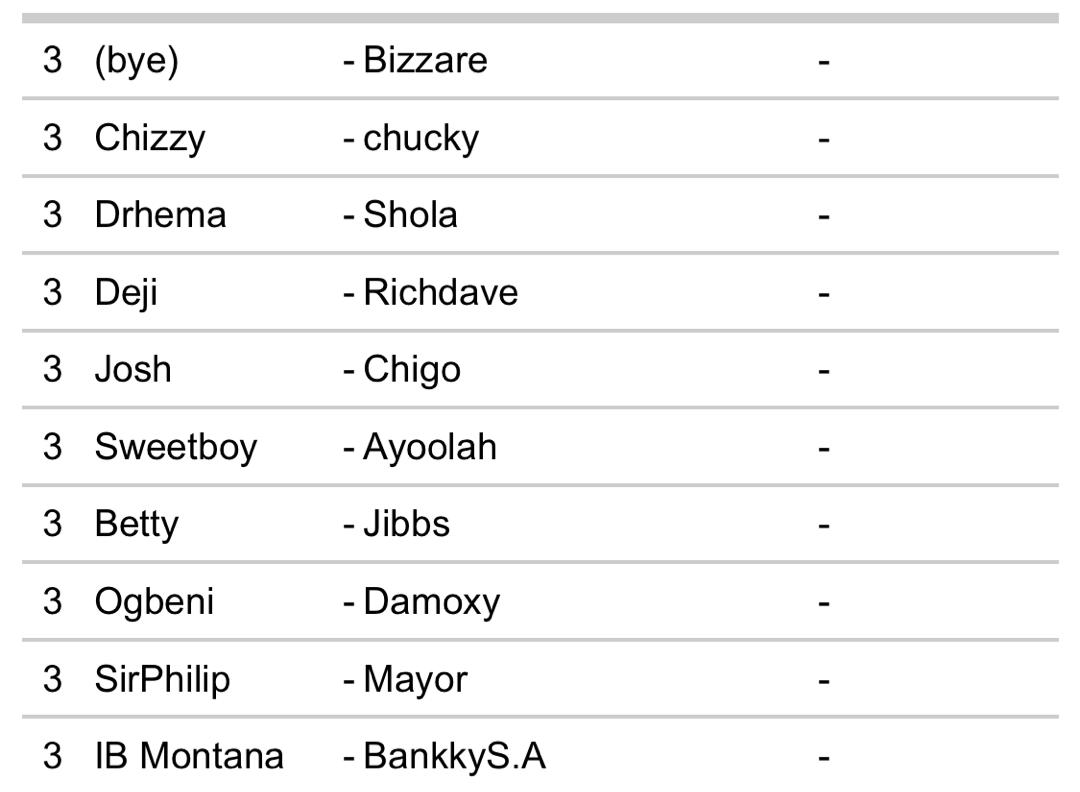 3 (bye) - Bizzare -
3 Chizzy - chucky -
3 Drhema - Shola -
3 Deji - Richdave -
3 Josh - Chigo -
3 Sweetboy - Ayoolah -
3 Betty - Jibbs -
3 Ogbeni - Damoxy -
3 SirPhilip - Mayor -
3 IB Montana - BankkyS.A -